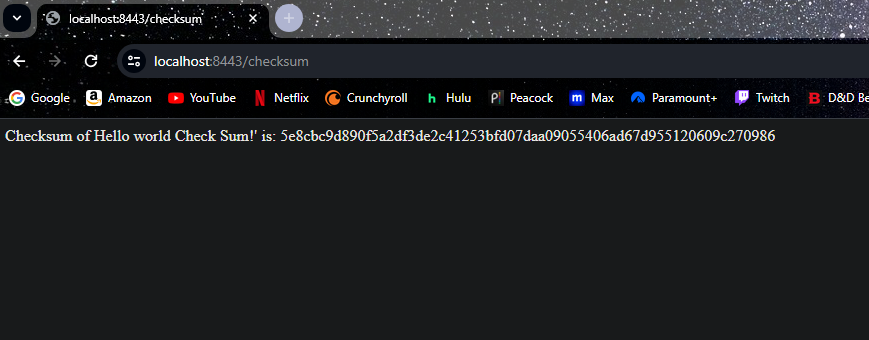 localhost:8443/checksum
localhost:8443/checksum
Google Amazon YouTube Netflix Crunchyroll Hulu Peacock Max Paramount+ Twitch D&D Be
Checksum of Hello world Check Sum!' is: 5e8cbc9d890f5a2df3de2c41253bfd07daa09055406ad67d955120609c270986